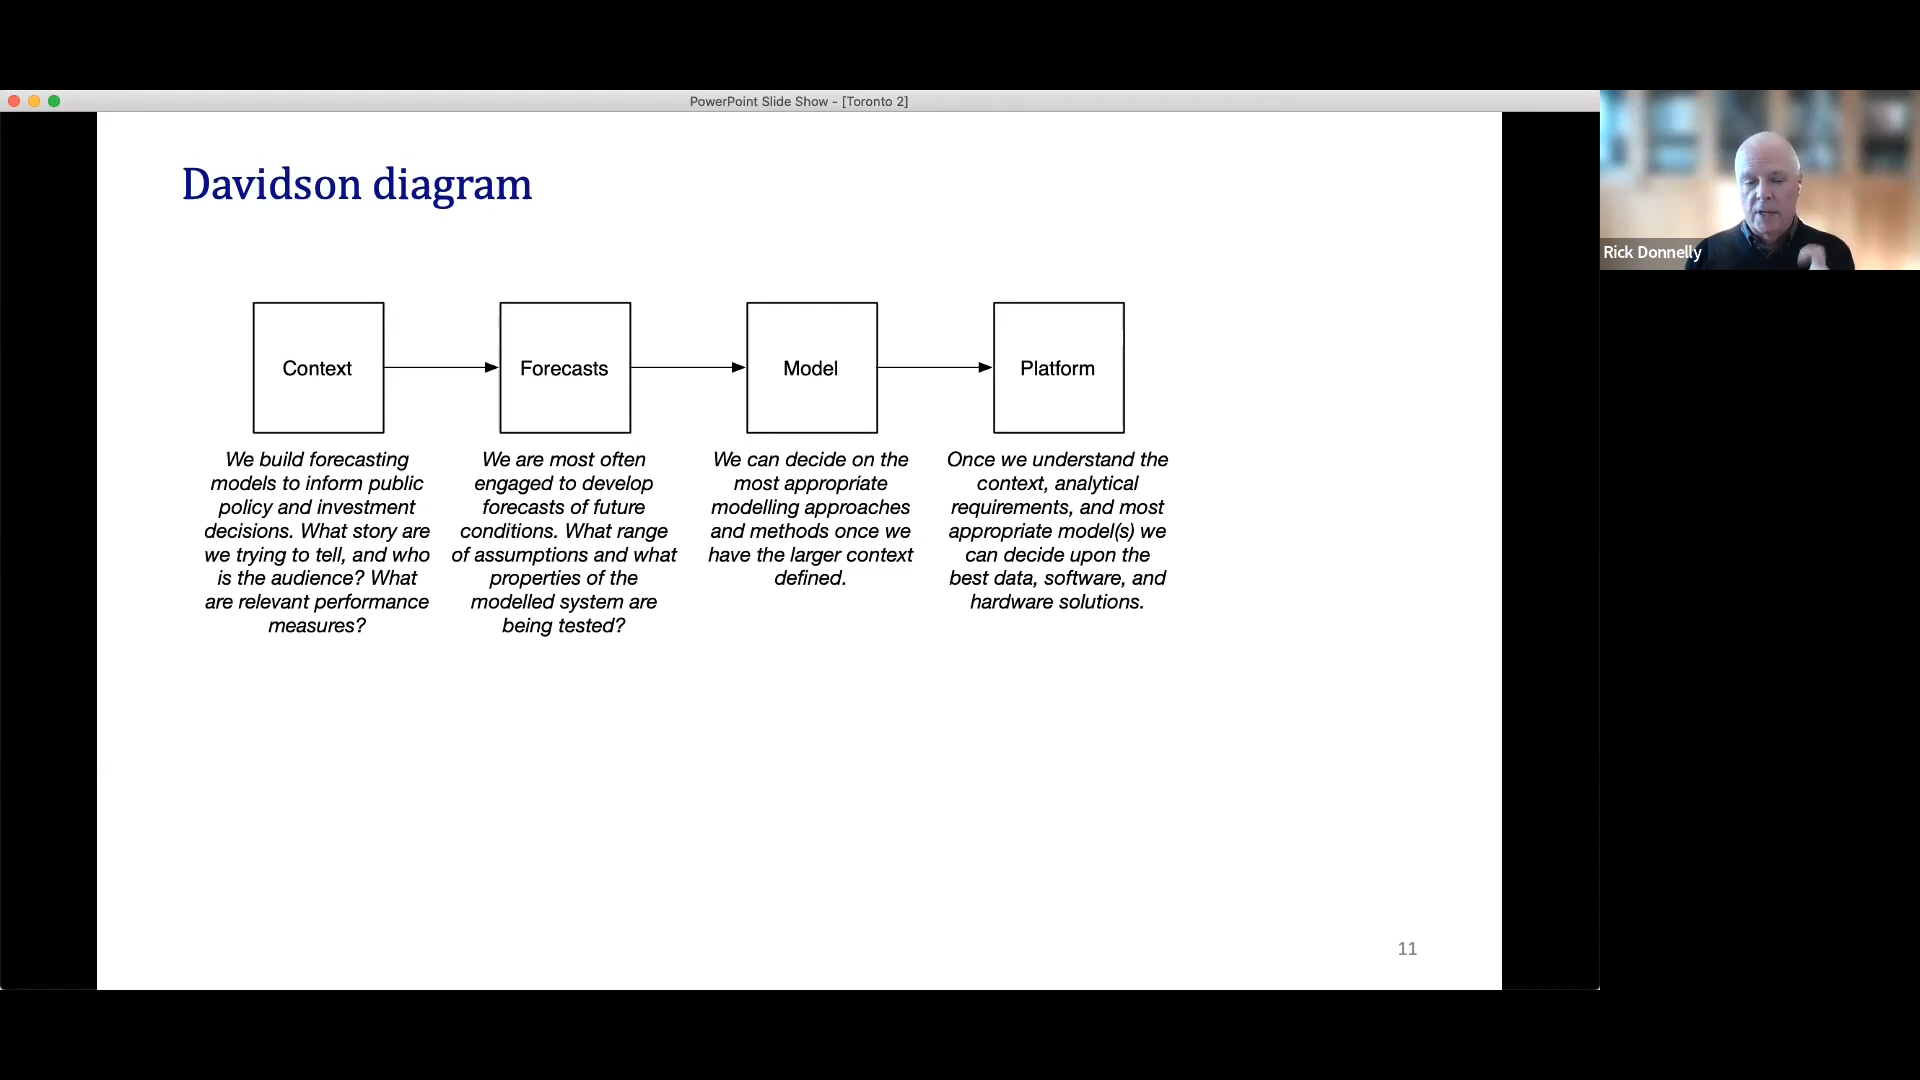 PowerPoint Slide Show - [Toronto 2]
Davidson diagram
Context
Forecasts
Model
Platform
We build forecasting
models to inform public
policy and investment
decisions. What story are
we trying to tell, and who
is the audience? What
are relevant performance
measures?
We are most often
engaged to develop
forecasts of future
conditions. What range
of assumptions and what
properties of the
modelled system are
being tested?
We can decide on the
most appropriate
modelling approaches
and methods once we
have the larger context
defined.
Once we understand the
context, analytical
requirements, and most
appropriate model(s) we
can decide upon the
best data, software, and
hardware solutions.
11
Rick Donnelly